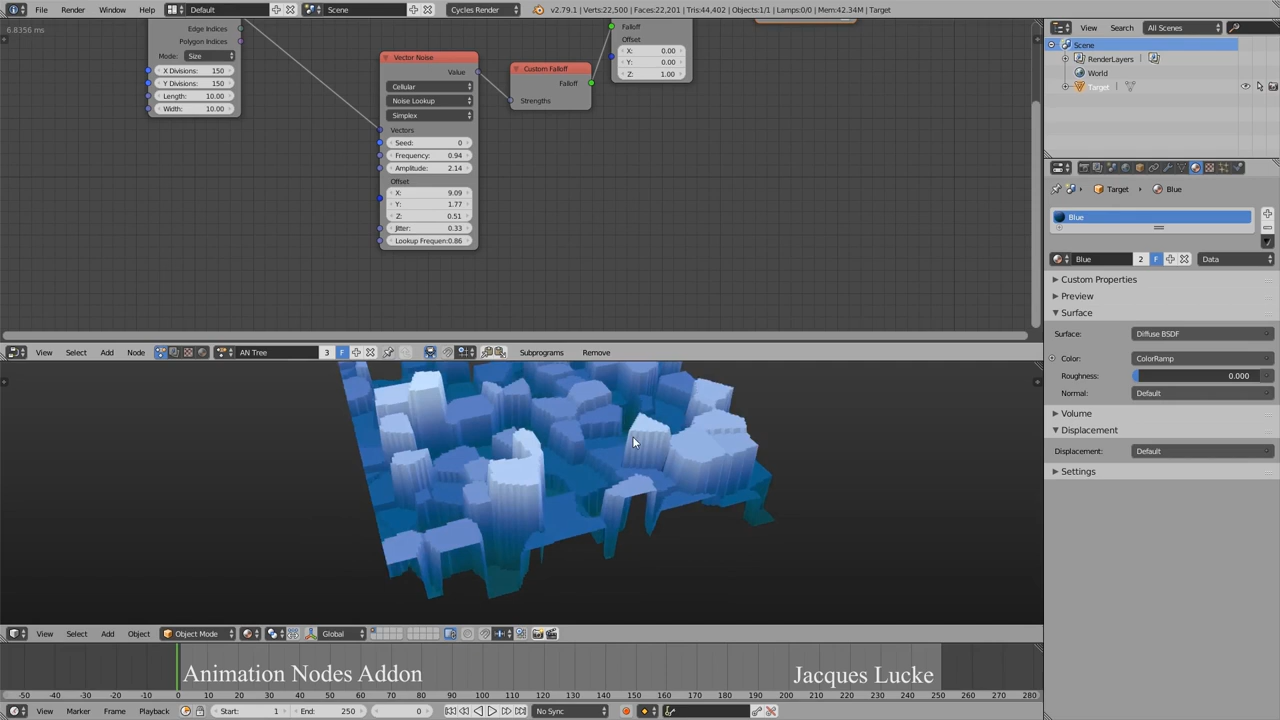 File Render Window Help Default Scene Cycles Render v2.79.1 | Verts:22,500 | Faces:22,201 | Tris:44,402 | Objects:1/1 | Lamps:0/0 | Mem:42.34M | Target
6.8356 ms
Edge Indices
Polygon Indices
Mode: Size
X Divisions: 150
Y Divisions: 150
Length: 10.00
Width: 10.00
Vector Noise
Value
Cellular
Noise Lookup
Simplex
Vectors
Seed: 0
Frequency: 0.94
Amplitude: 2.14
Offset
X: 9.09
Y: 1.77
Z: 0.51
Jitter: 0.33
Lookup Frequen:0.86
Custom Falloff
Falloff
Strengths
Falloff
Offset
X: 0.00
Y: 0.00
Z: 1.00
View Search All Scenes
Scene
RenderLayers
World
Target
Target Blue
Blue
Blue 2 F Data
Custom Properties
Preview
Surface
Surface: Diffuse BSDF
Color: ColorRamp
Roughness: 0.000
Normal: Default
Volume
Displacement
Displacement: Default
Settings
View Select Add Node AN Tree 3 F Subprograms Remove
View Select Add Object Object Mode Global
Animation Nodes Addon
Jacques Lucke
-50 -40 -30 -20 -10 0 10 20 30 40 50 60 70 80 90 100 110 120 130 140 150 160 170 180 190 200 210 220 230 240 250 260 270 280
View Marker Frame Playback Start: 1 End: 250 0 No Sync